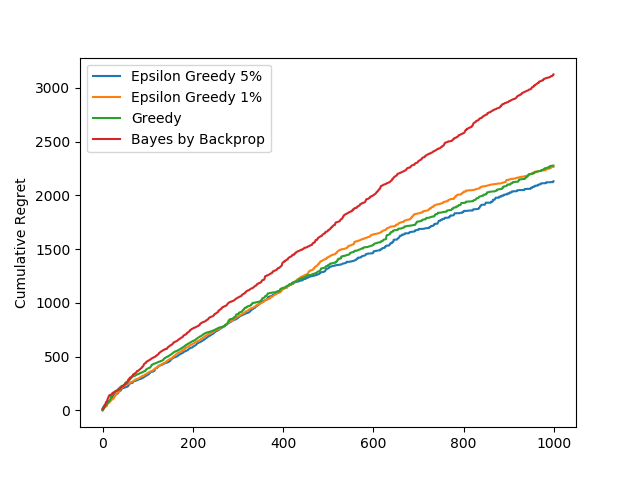 Epsilon Greedy 5%
Epsilon Greedy 1%
Greedy
Bayes by Backprop
Cumulative Regret
3000
2500
2000
1500
1000
500
0
0 200 400 600 800 1000